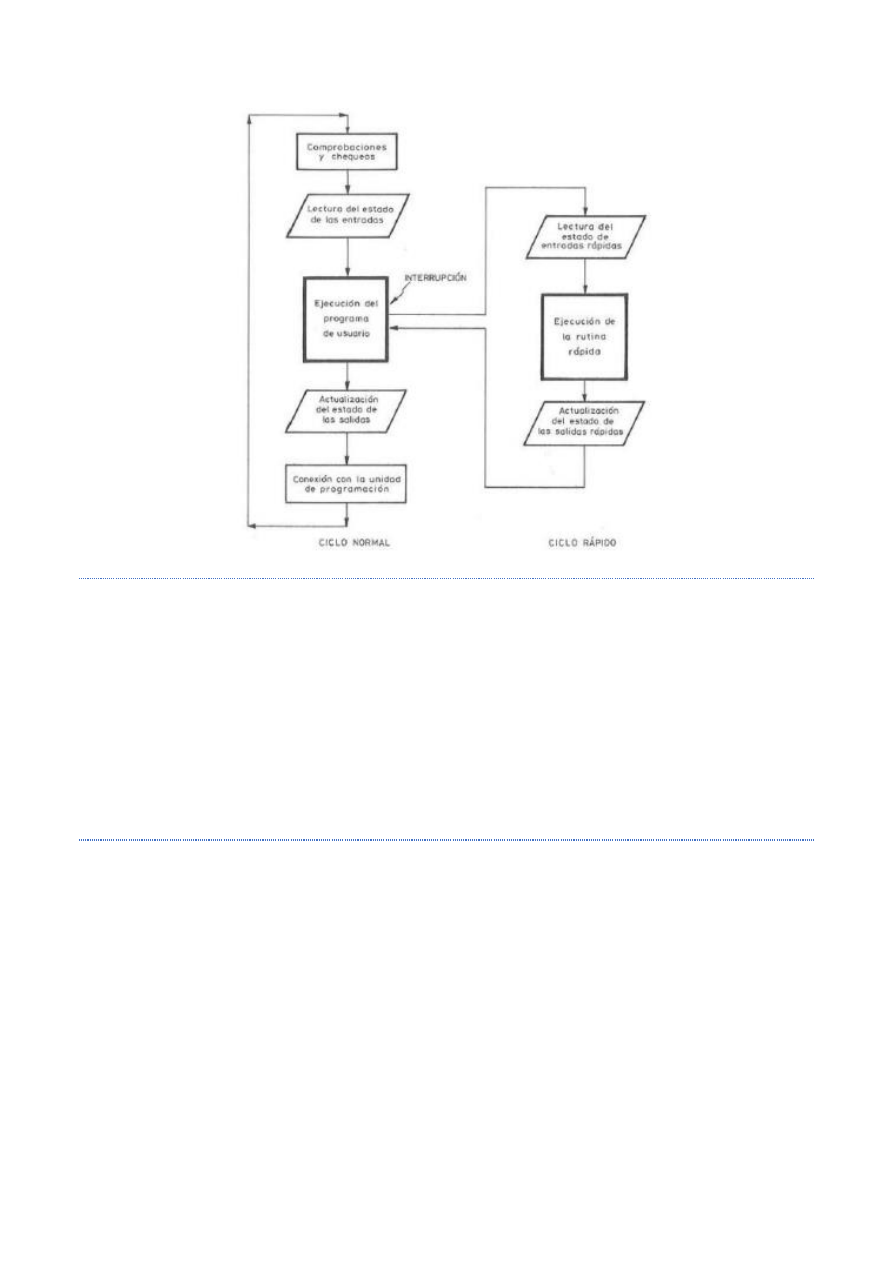 Comprobaciones
y chequeos
Lectura del estado
de las entradas
INTERRUPCIÓN
Ejecución del
programa
de usuario
Actualización
del estado de
las salidas
Conexión con la unidad
de programación
CICLO NORMAL
Lectura del
estado de
entradas rápidas
Ejecución de
la rutina
rápida
Actualización
del estado de
las salidas rápidas
CICLO RÁPIDO